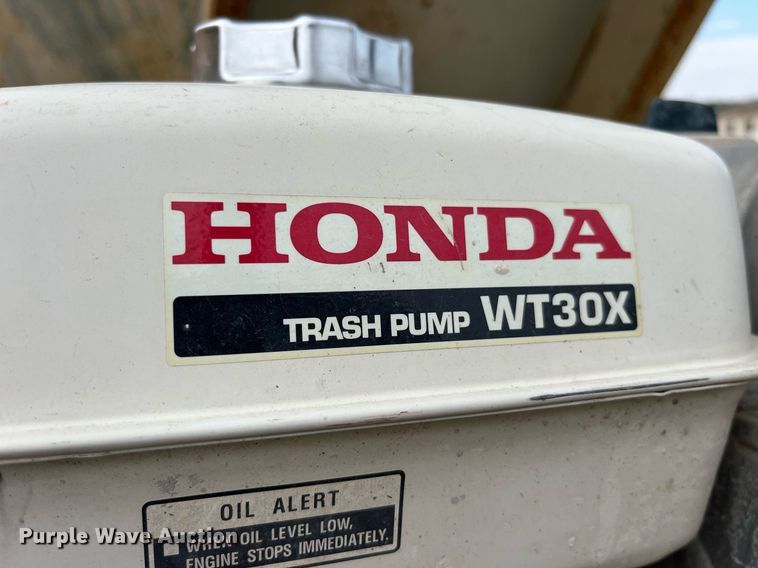 HONDA
TRASH PUMP WT30X
OIL ALERT
WHEN OIL LEVEL LOW,
ENGINE STOPS IMMEDIATELY.
Purple Wave Auction